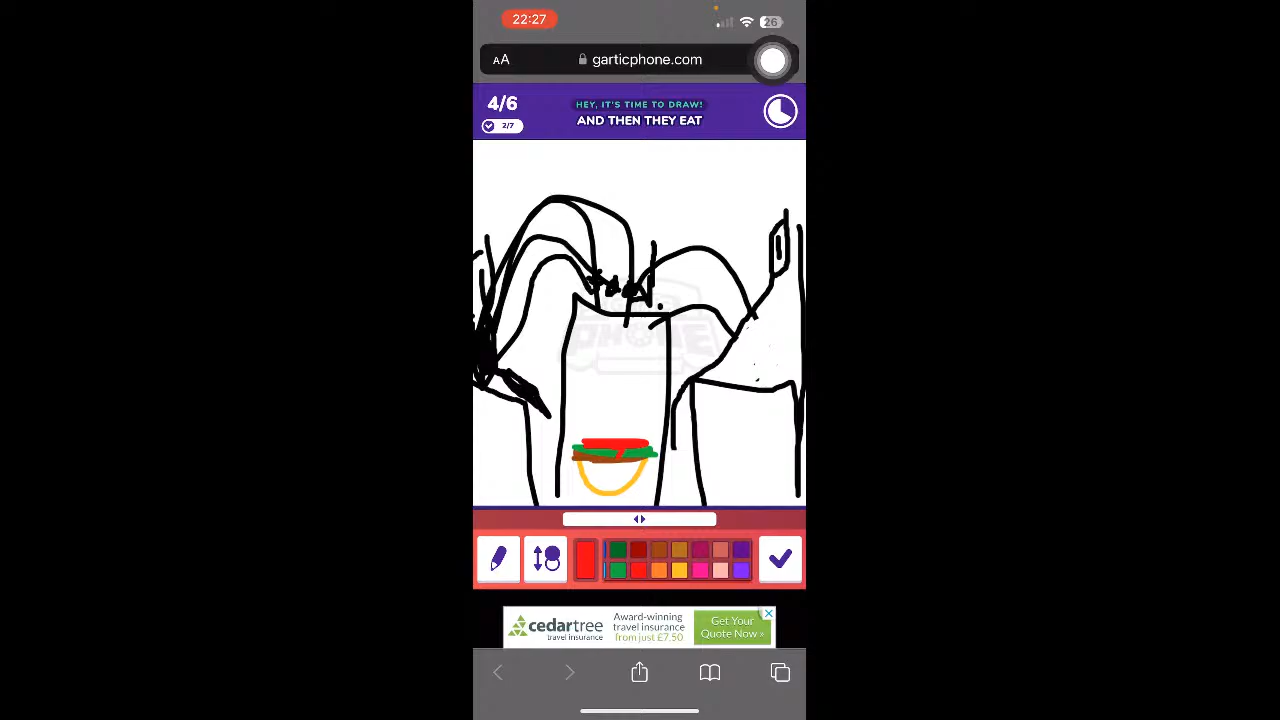 22:27
26
AA
garticphone.com
4/6
HEY, IT'S TIME TO DRAW!
2/7
AND THEN THEY EAT
PHONE
cedartree
travel insurance
Award-winning
travel insurance
from just £7.50
Get Your
Quote Now »